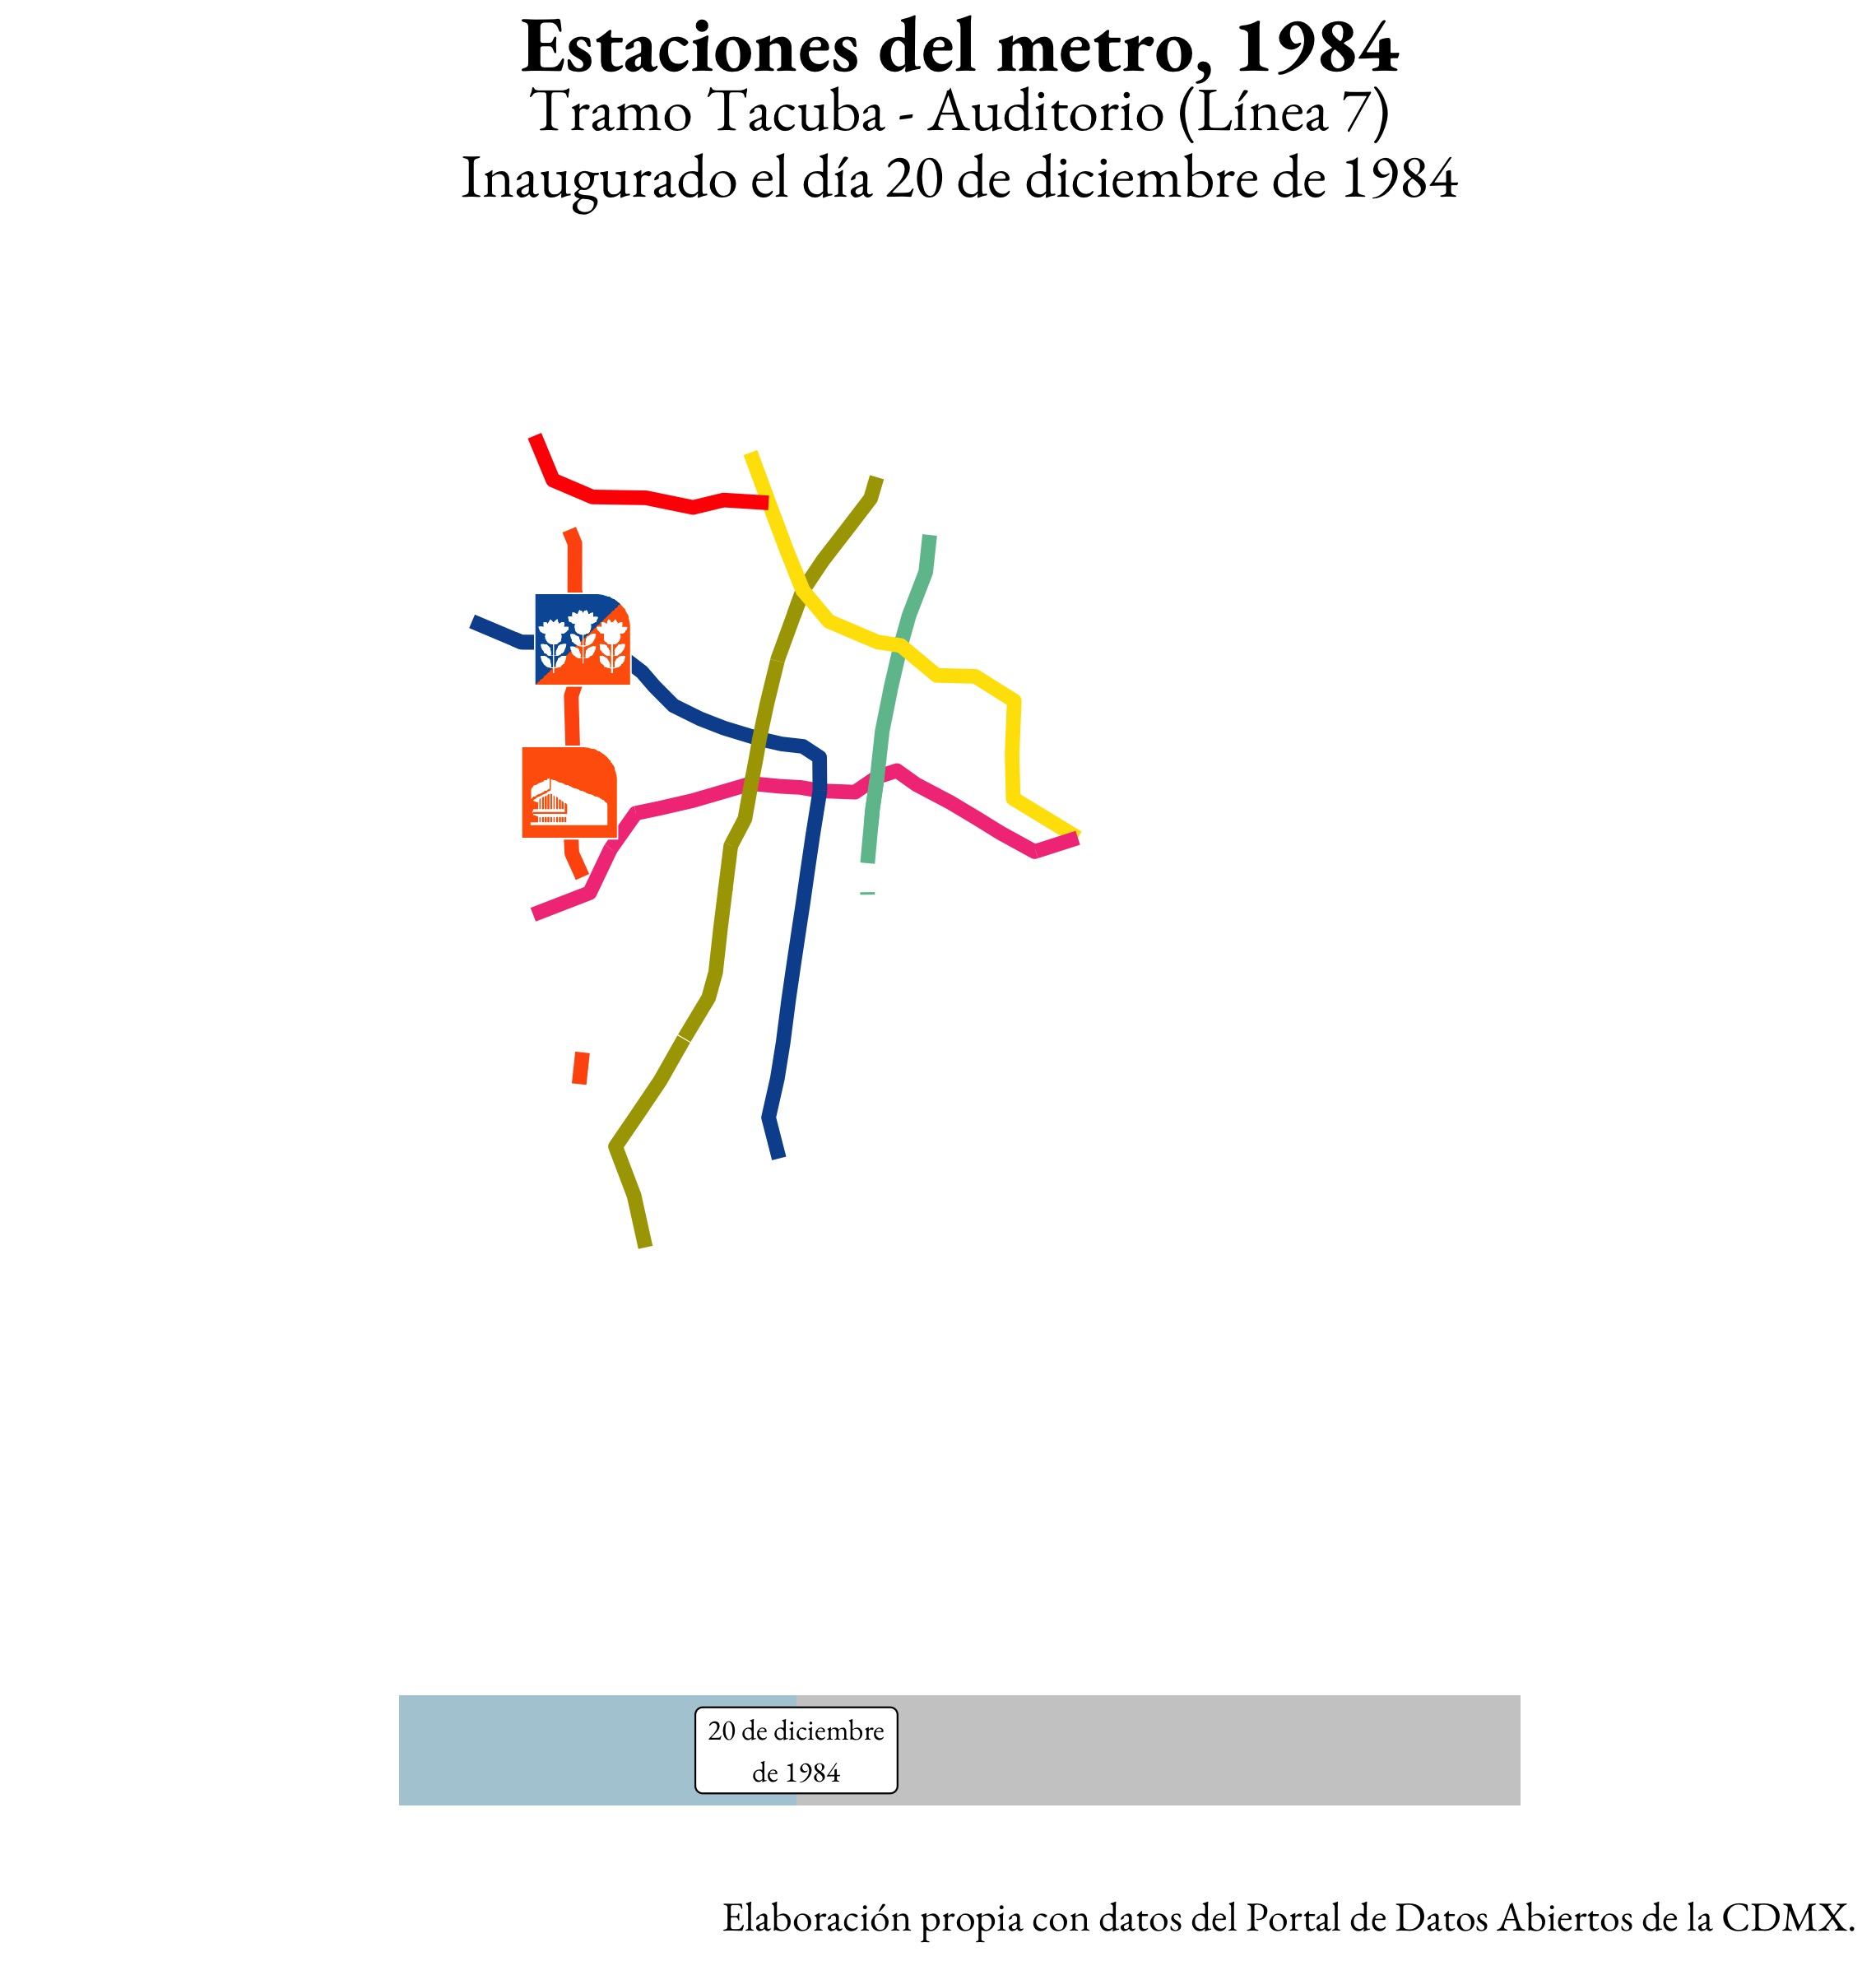 Estaciones del metro, 1984
Tramo Tacuba - Auditorio (Línea 7)
Inaugurado el día 20 de diciembre de 1984
20 de diciembre
de 1984
Elaboración propia con datos del Portal de Datos Abiertos de la CDMX.